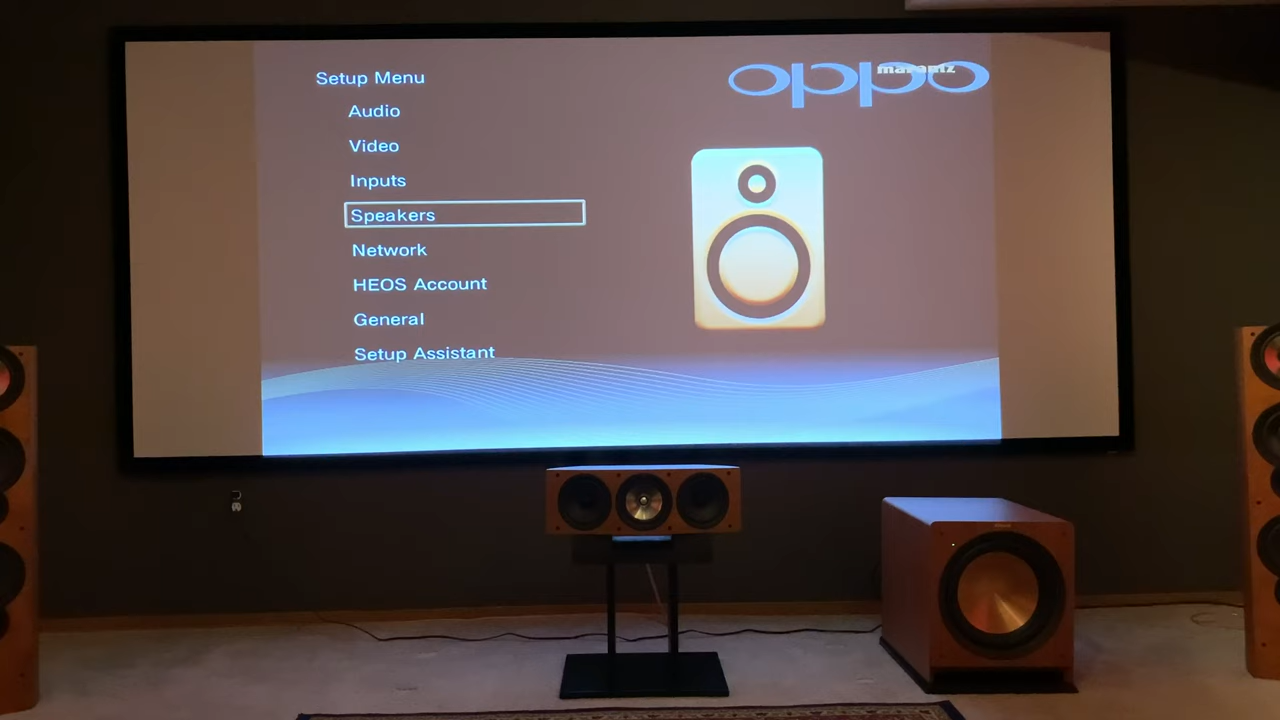 Setup Menu
oppo
marantz
Audio
Video
Inputs
Speakers
Network
HEOS Account
General
Setup Assistant